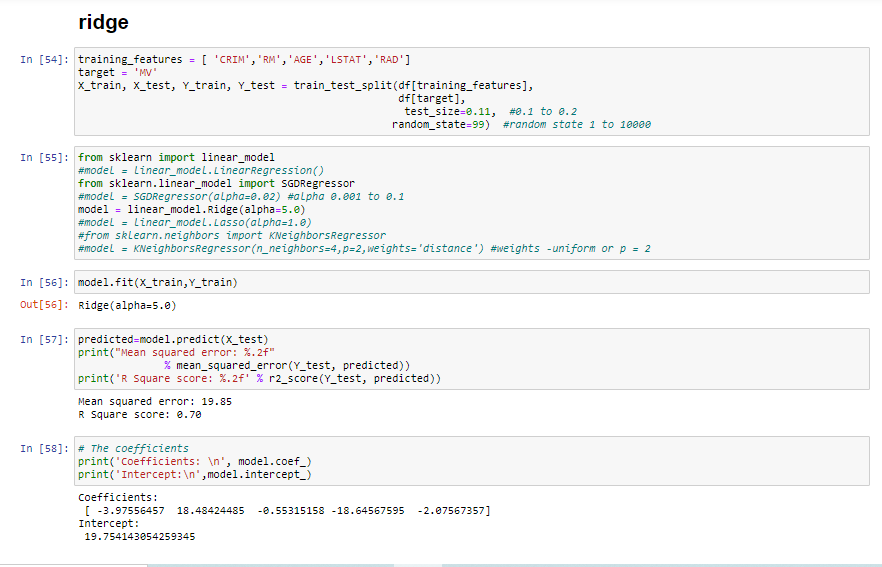 ridge
In [54]: training_features = [ 'CRIM','RM','AGE','LSTAT','RAD']
target = 'MV'
X_train, X_test, Y_train, Y_test = train_test_split(df[training_features],
df[target],
test_size=0.11, #0.1 to 0.2
random_state=99) #random state 1 to 10000
In [55]: from sklearn import linear_model
#model = linear_model.LinearRegression()
from sklearn.linear_model import SGDRegressor
#model = SGDRegressor(alpha=0.02) #alpha 0.001 to 0.1
model = linear_model.Ridge(alpha=5.0)
#model = linear_model.Lasso(alpha=1.0)
#from sklearn.neighbors import KNeighborsRegressor
#model = KNeighborsRegressor(n_neighbors=4,p=2,weights='distance') #weights -uniform or p = 2
In [56]: model.fit(X_train,Y_train)
Out[56]: Ridge(alpha=5.0)
In [57]: predicted=model.predict(X_test)
print("Mean squared error: %.2f"
% mean_squared_error(Y_test, predicted))
print('R Square score: %.2f' % r2_score(Y_test, predicted))
Mean squared error: 19.85
R Square score: 0.70
In [58]: # The coefficients
print('Coefficients: \n', model.coef_)
print('Intercept:\n',model.intercept_)
Coefficients:
[ -3.97556457 18.48424485 -0.55315158 -18.64567595 -2.07567357]
Intercept:
19.754143054259345